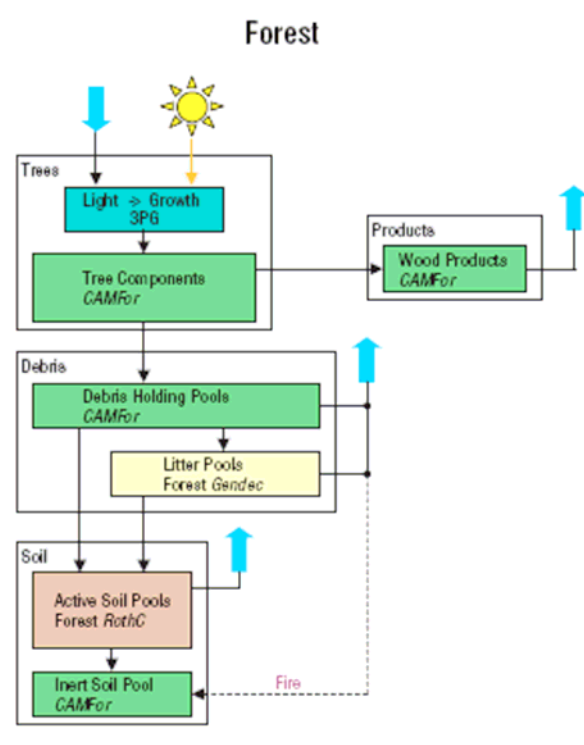 Forest
Trees
Light -> Growth
3PG
Products
Wood Products
CAMFor
Tree Components
CAMFor
Debris
Debris Holding Pools
CAMFor
Litter Pools
Forest Gendec
Soil
Active Soil Pools
Forest RothC
Inert Soil Pool
CAMFor
Fire